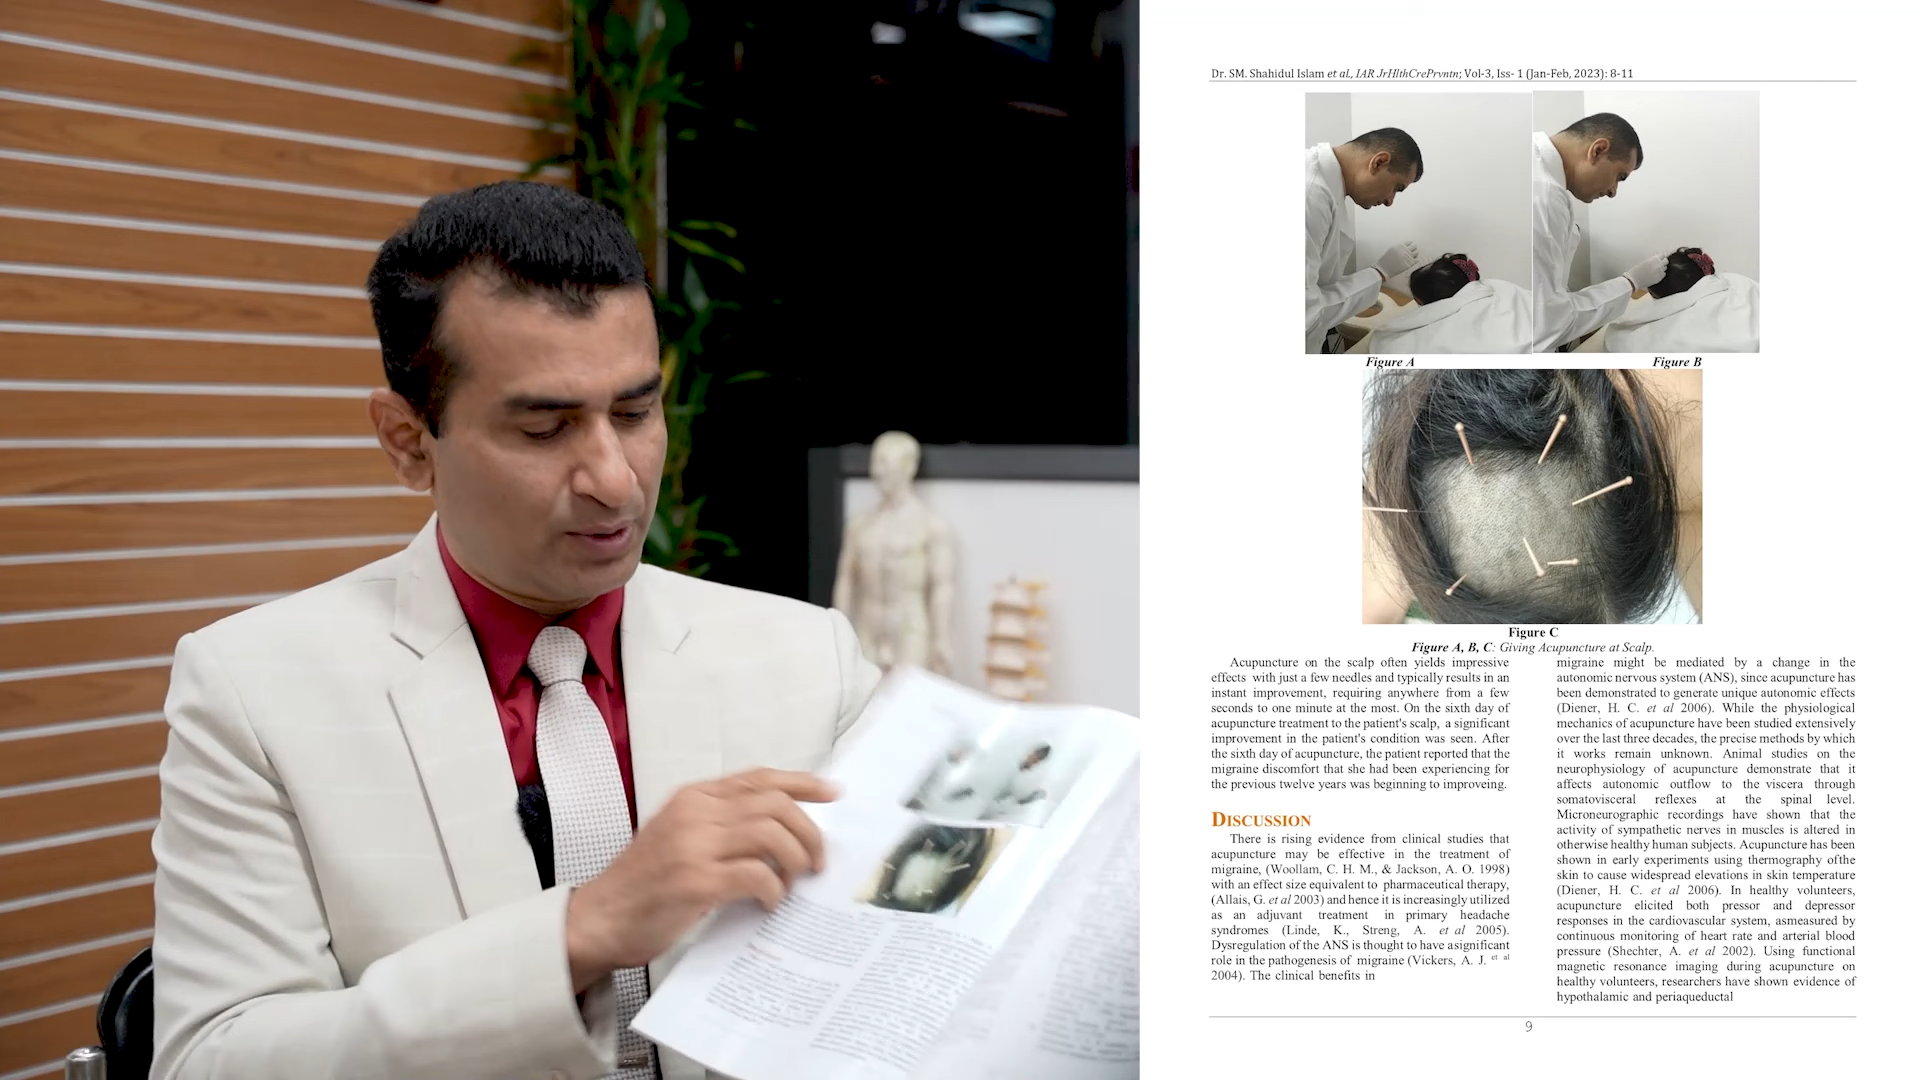 Dr. SM. Shahidul Islam et al., IAR JrHlthCrePrvntn; Vol-3, Iss- 1 (Jan-Feb, 2023): 8-11
Figure A
Figure B
Figure C
Figure A, B, C: Giving Acupuncture at Scalp.
Acupuncture on the scalp often yields impressive
effects with just a few needles and typically results in an
instant improvement, requiring anywhere from a few
seconds to one minute at the most. On the sixth day of
acupuncture treatment to the patient's scalp, a significant
improvement in the patient's condition was seen. After
the sixth day of acupuncture, the patient reported that the
migraine discomfort that she had been experiencing for
the previous twelve years was beginning to improveing.
DISCUSSION
There is rising evidence from clinical studies that
acupuncture may be effective in the treatment of
migraine, (Woollam, C. H. M., & Jackson, A. O. 1998)
with an effect size equivalent to pharmaceutical therapy,
(Allais, G. et al 2003) and hence it is increasingly utilized
as an adjuvant treatment in primary headache
syndromes (Linde, K., Streng, A. et al 2005).
Dysregulation of the ANS is thought to have asignificant
role in the pathogenesis of migraine (Vickers, A. J. et al
2004). The clinical benefits in
migraine might be mediated by a change in the
autonomic nervous system (ANS), since acupuncture has
been demonstrated to generate unique autonomic effects
(Diener, H. C. et al 2006). While the physiological
mechanics of acupuncture have been studied extensively
over the last three decades, the precise methods by which
it works remain unknown. Animal studies on the
neurophysiology of acupuncture demonstrate that it
affects autonomic outflow to the viscera through
somatovisceral reflexes at the spinal level.
Microneurographic recordings have shown that the
activity of sympathetic nerves in muscles is altered in
otherwise healthy human subjects. Acupuncture has been
shown in early experiments using thermography ofthe
skin to cause widespread elevations in skin temperature
(Diener, H. C. et al 2006). In healthy volunteers,
acupuncture elicited both pressor and depressor
responses in the cardiovascular system, asmeasured by
continuous monitoring of heart rate and arterial blood
pressure (Shechter, A. et al 2002). Using functional
magnetic resonance imaging during acupuncture on
healthy volunteers, researchers have shown evidence of
hypothalamic and periaqueductal
9